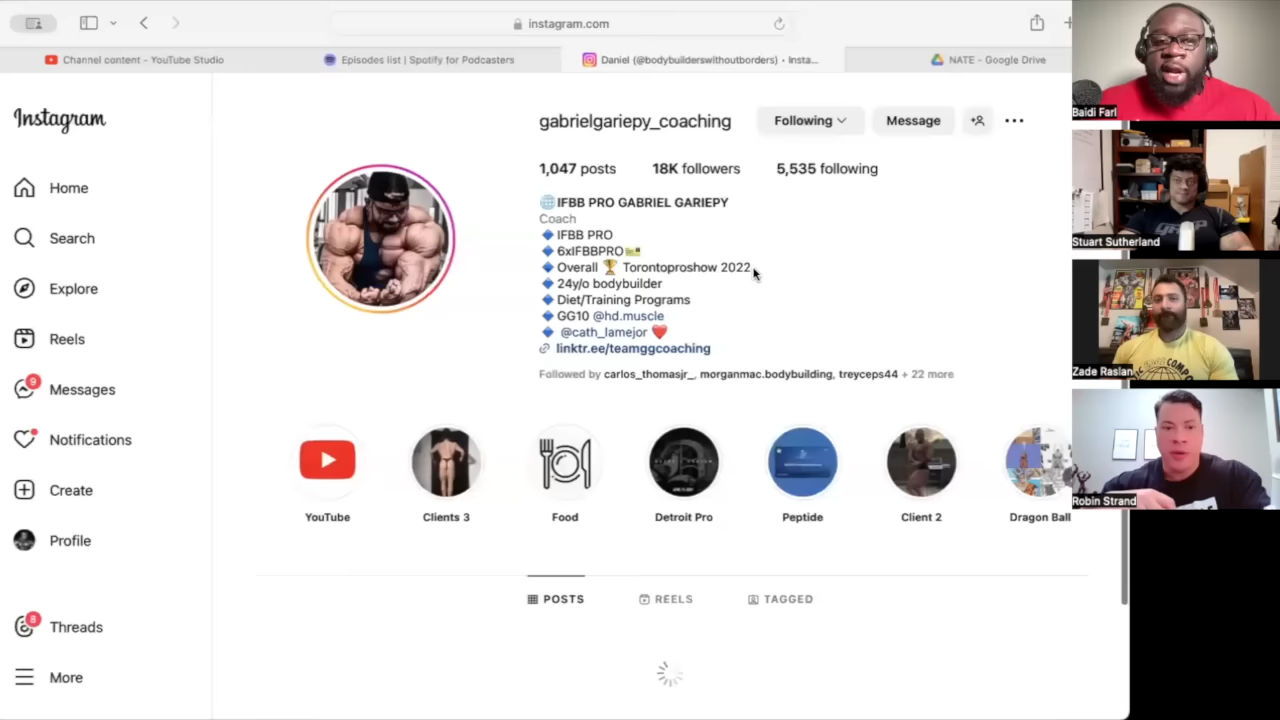 instagram.com
Channel content - YouTube Studio
Episodes list | Spotify for Podcasters
Daniel (@bodybuilderswithoutborders) • Insta...
NATE - Google Drive
Instagram
Home
Search
Explore
Reels
9
Messages
Notifications
Create
Profile
8
Threads
More
gabrielgariepy_coaching
Following
Message
1,047 posts 18K followers 5,535 following
IFBB PRO GABRIEL GARIEPY
Coach
IFBB PRO
6xIFBBPRO
Overall 🏆 Torontoproshow 2022
24y/o bodybuilder
Diet/Training Programs
GG10 @hd.muscle
@cath_lamejor ❤️
linktr.ee/teamggcoaching
Followed by carlos_thomasjr_, morganmac.bodybuilding, treyceps44 + 22 more
YouTube
Clients 3
Food
Detroit Pro
Peptide
Client 2
Dragon Ball
POSTS
REELS
TAGGED
Baidi Farl
Stuart Sutherland
Zade Raslan
Robin Strand